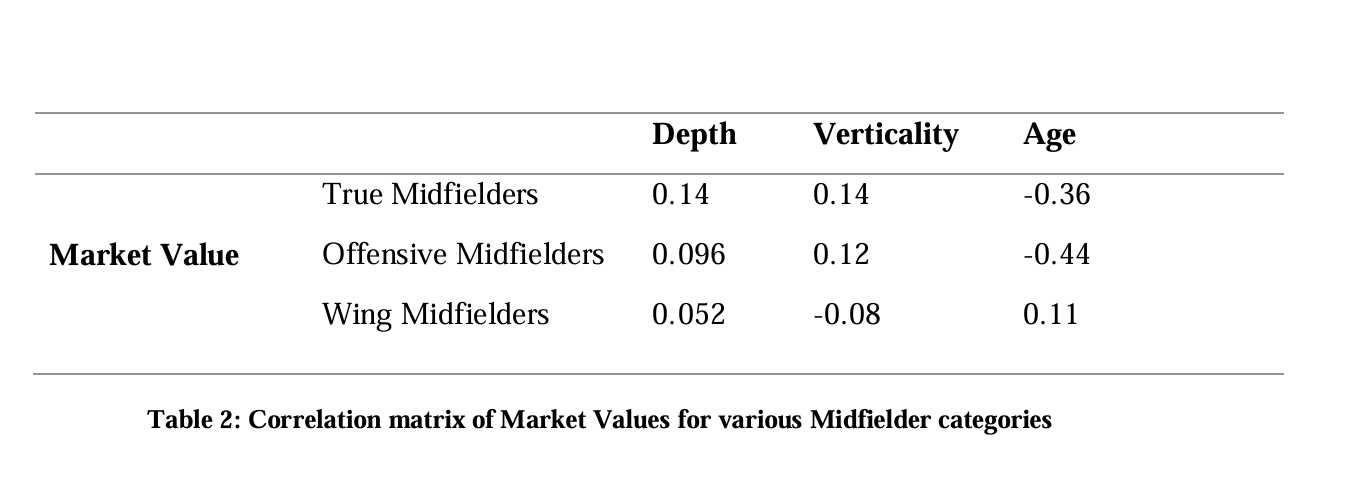 Depth Verticality Age
True Midfielders 0.14 0.14 -0.36
Market Value Offensive Midfielders 0.096 0.12 -0.44
Wing Midfielders 0.052 -0.08 0.11
Table 2: Correlation matrix of Market Values for various Midfielder categories